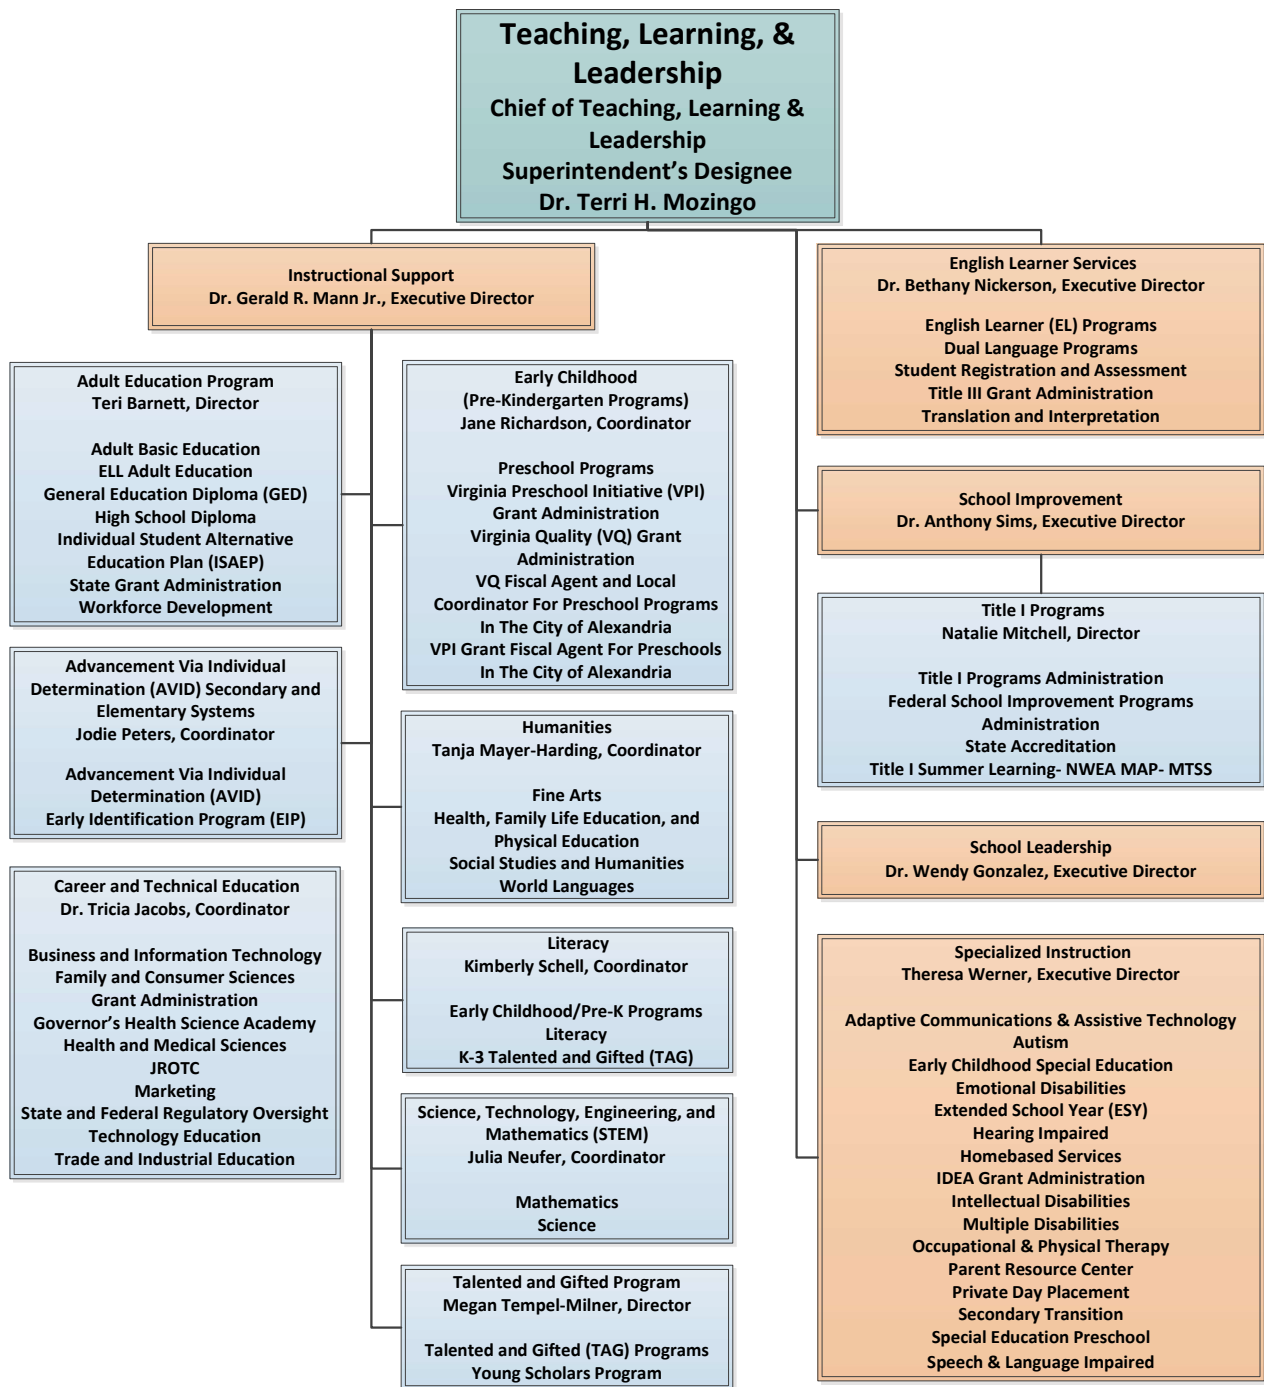 Teaching, Learning, &
Leadership
Chief of Teaching, Learning &
Leadership
Superintendent’s Designee
Dr. Terri H. Mozingo
Instructional Support
Dr. Gerald R. Mann Jr., Executive Director
Adult Education Program
Teri Barnett, Director
Adult Basic Education
ELL Adult Education
General Education Diploma (GED)
High School Diploma
Individual Student Alternative
Education Plan (ISAEP)
State Grant Administration
Workforce Development
Advancement Via Individual
Determination (AVID) Secondary and
Elementary Systems
Jodie Peters, Coordinator
Advancement Via Individual
Determination (AVID)
Early Identification Program (EIP)
Career and Technical Education
Dr. Tricia Jacobs, Coordinator
Business and Information Technology
Family and Consumer Sciences
Grant Administration
Governor’s Health Science Academy
Health and Medical Sciences
JROTC
Marketing
State and Federal Regulatory Oversight
Technology Education
Trade and Industrial Education
Early Childhood
(Pre-Kindergarten Programs)
Jane Richardson, Coordinator
Preschool Programs
Virginia Preschool Initiative (VPI)
Grant Administration
Virginia Quality (VQ) Grant
Administration
VQ Fiscal Agent and Local
Coordinator For Preschool Programs
In The City of Alexandria
VPI Grant Fiscal Agent For Preschools
In The City of Alexandria
Humanities
Tanja Mayer-Harding, Coordinator
Fine Arts
Health, Family Life Education, and
Physical Education
Social Studies and Humanities
World Languages
Literacy
Kimberly Schell, Coordinator
Early Childhood/Pre-K Programs
Literacy
K-3 Talented and Gifted (TAG)
Science, Technology, Engineering, and
Mathematics (STEM)
Julia Neufer, Coordinator
Mathematics
Science
Talented and Gifted Program
Megan Tempel-Milner, Director
Talented and Gifted (TAG) Programs
Young Scholars Program
English Learner Services
Dr. Bethany Nickerson, Executive Director
English Learner (EL) Programs
Dual Language Programs
Student Registration and Assessment
Title III Grant Administration
Translation and Interpretation
School Improvement
Dr. Anthony Sims, Executive Director
Title I Programs
Natalie Mitchell, Director
Title I Programs Administration
Federal School Improvement Programs
Administration
State Accreditation
Title I Summer Learning- NWEA MAP- MTSS
School Leadership
Dr. Wendy Gonzalez, Executive Director
Specialized Instruction
Theresa Werner, Executive Director
Adaptive Communications & Assistive Technology
Autism
Early Childhood Special Education
Emotional Disabilities
Extended School Year (ESY)
Hearing Impaired
Homebased Services
IDEA Grant Administration
Intellectual Disabilities
Multiple Disabilities
Occupational & Physical Therapy
Parent Resource Center
Private Day Placement
Secondary Transition
Special Education Preschool
Speech & Language Impaired